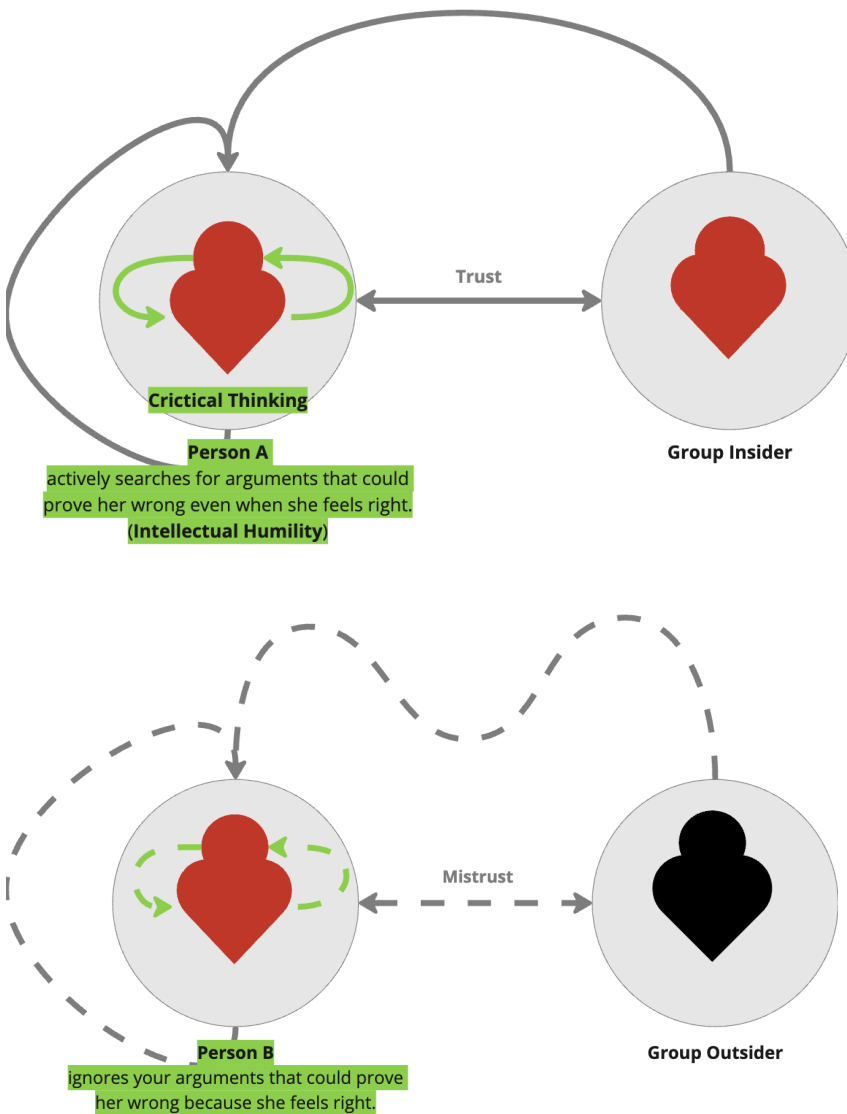 Trust
Crictical Thinking
Person A
actively searches for arguments that could
prove her wrong even when she feels right.
(Intellectual Humility)
Group Insider
Mistrust
Person B
ignores your arguments that could prove
her wrong because she feels right.
Group Outsider